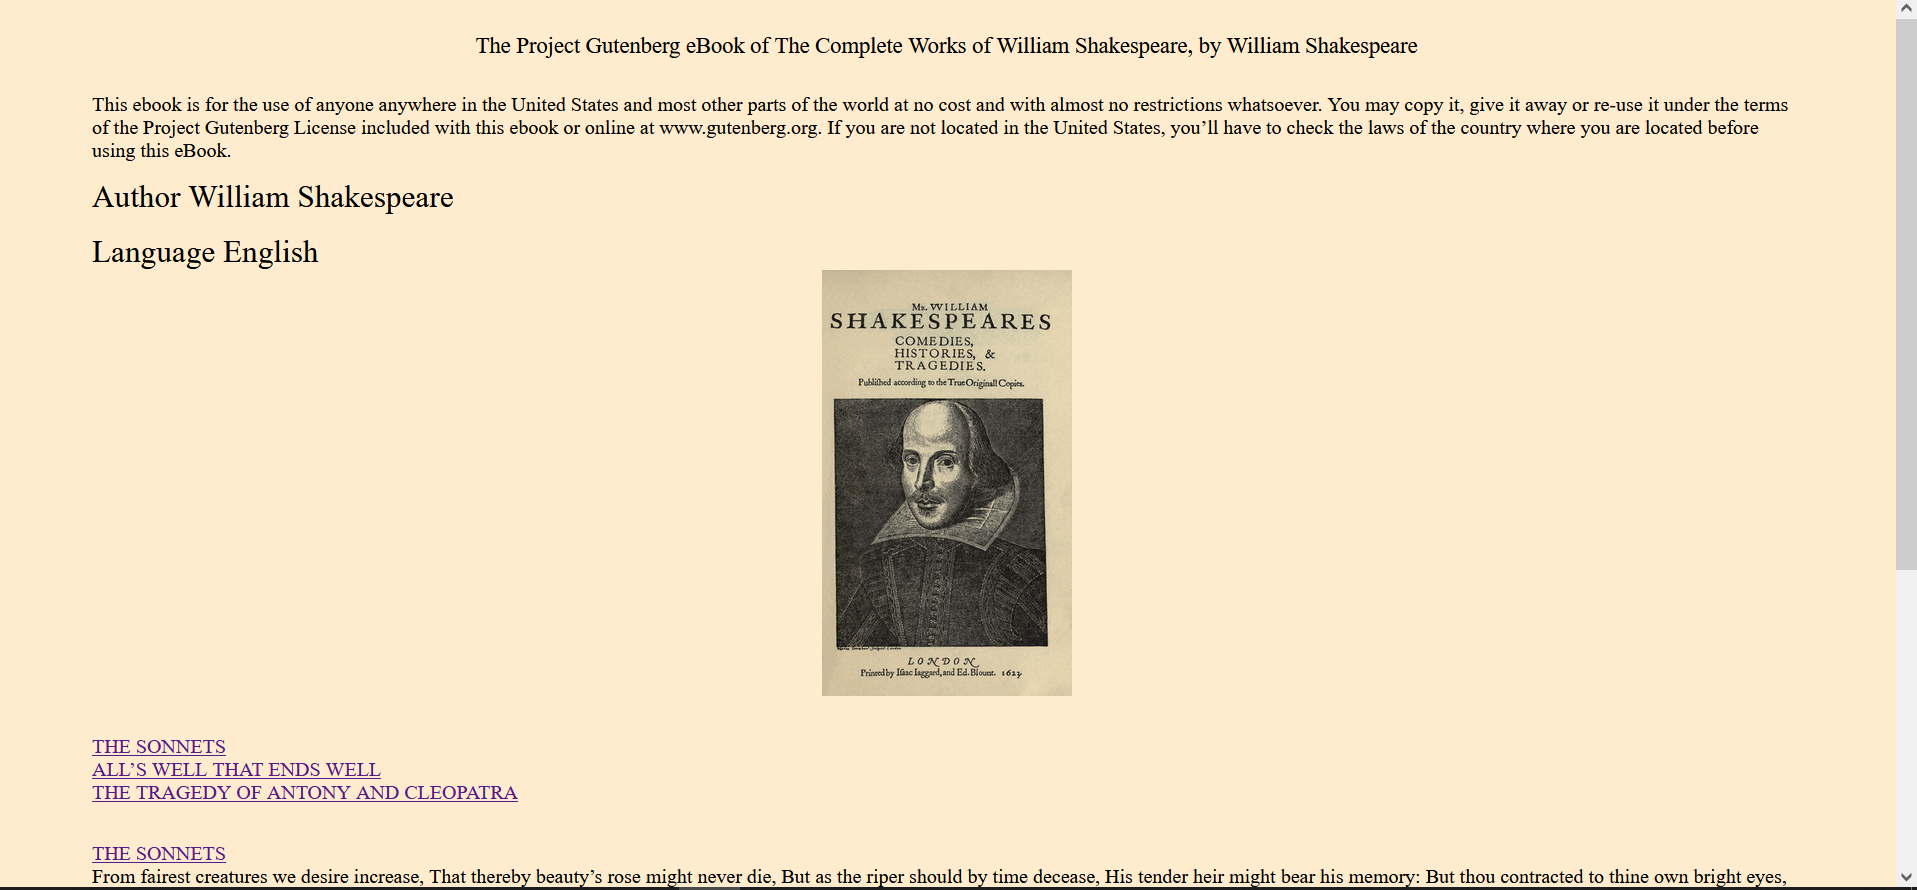 The Project Gutenberg eBook of The Complete Works of William Shakespeare, by William Shakespeare
This ebook is for the use of anyone anywhere in the United States and most other parts of the world at no cost and with almost no restrictions whatsoever. You may copy it, give it away or re-use it under the terms
of the Project Gutenberg License included with this ebook or online at www.gutenberg.org. If you are not located in the United States, you’ll have to check the laws of the country where you are located before
using this eBook.
Author William Shakespeare
Language English
Mr. WILLIAM
SHAKESPEARES
COMEDIES,
HISTORIES, &
TRAGEDIES.
Publiſhed according to the True Originall Copies.
LONDON
Printed by Iſaac Iaggard, and Ed. Blount. 1623
THE SONNETS
ALL’S WELL THAT ENDS WELL
THE TRAGEDY OF ANTONY AND CLEOPATRA
THE SONNETS
From fairest creatures we desire increase, That thereby beauty’s rose might never die, But as the riper should by time decease, His tender heir might bear his memory: But thou contracted to thine own bright eyes,